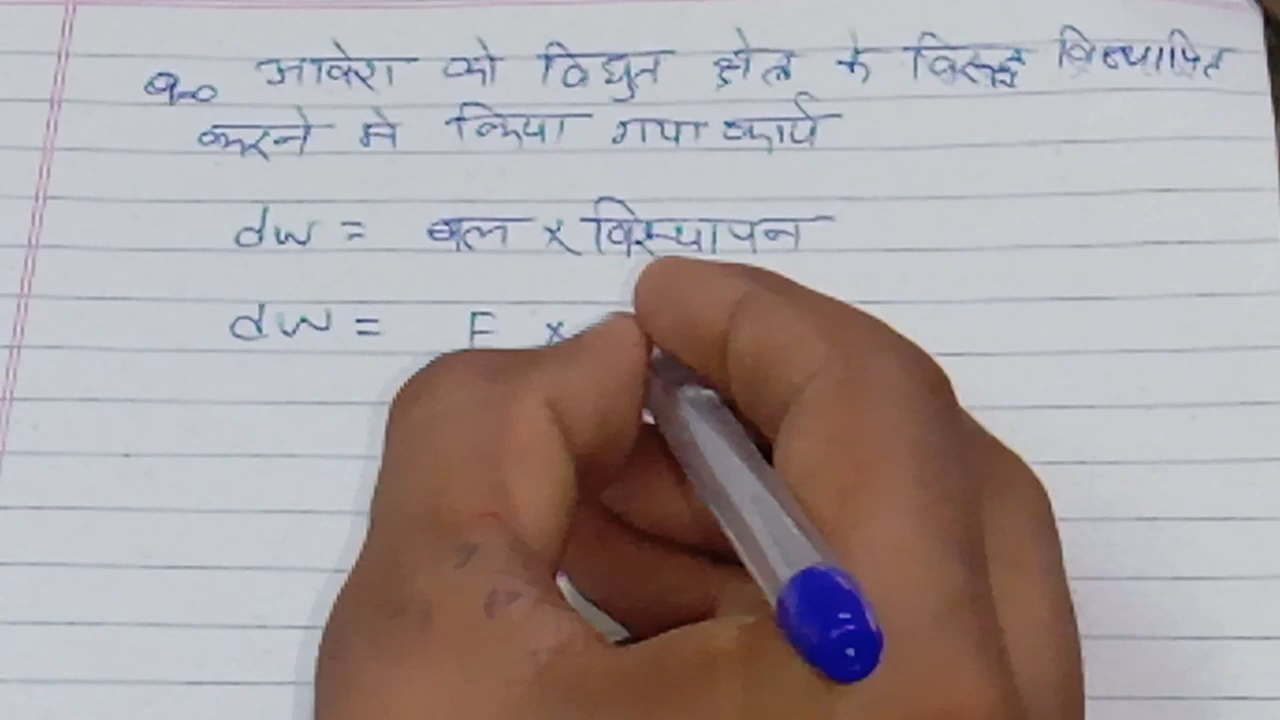 Q.→ आवेश को विद्युत क्षेत्र के विरूद्ध विस्थापित
करने मे किया गया कार्य
dw = बल x विस्थापन
dw = F x